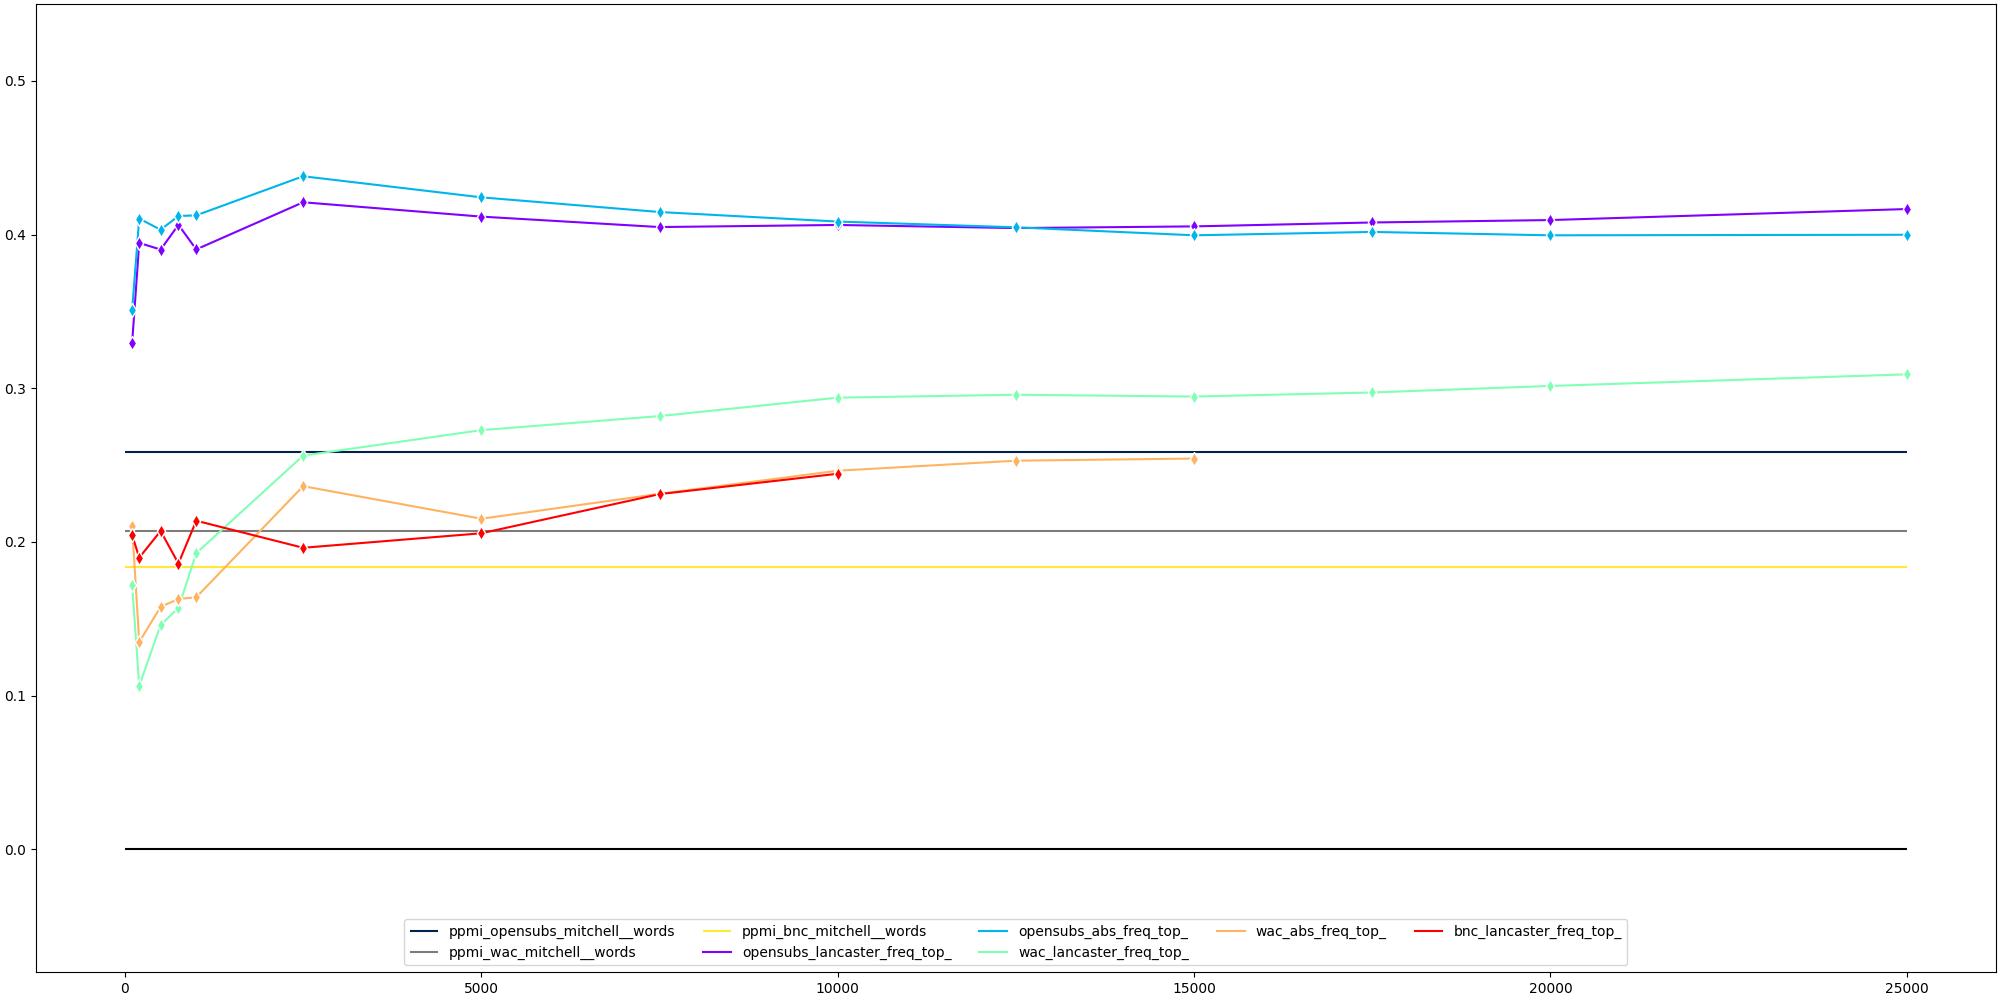 0.5
0.4
0.3
0.2
0.1
0.0
ppmi_opensubs_mitchell__words ppmi_bnc_mitchell__words opensubs_abs_freq_top_ wac_abs_freq_top_ bnc_lancaster_freq_top_
ppmi_wac_mitchell__words opensubs_lancaster_freq_top_ wac_lancaster_freq_top_
0 5000 10000 15000 20000 25000